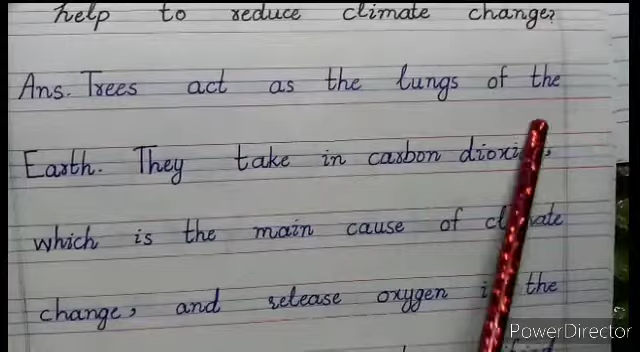 help to reduce climate change?
Ans. Trees act as the lungs of the
Earth. They take in carbon
which is the main cause of climate
change, and release oxygen the
PowerDirector